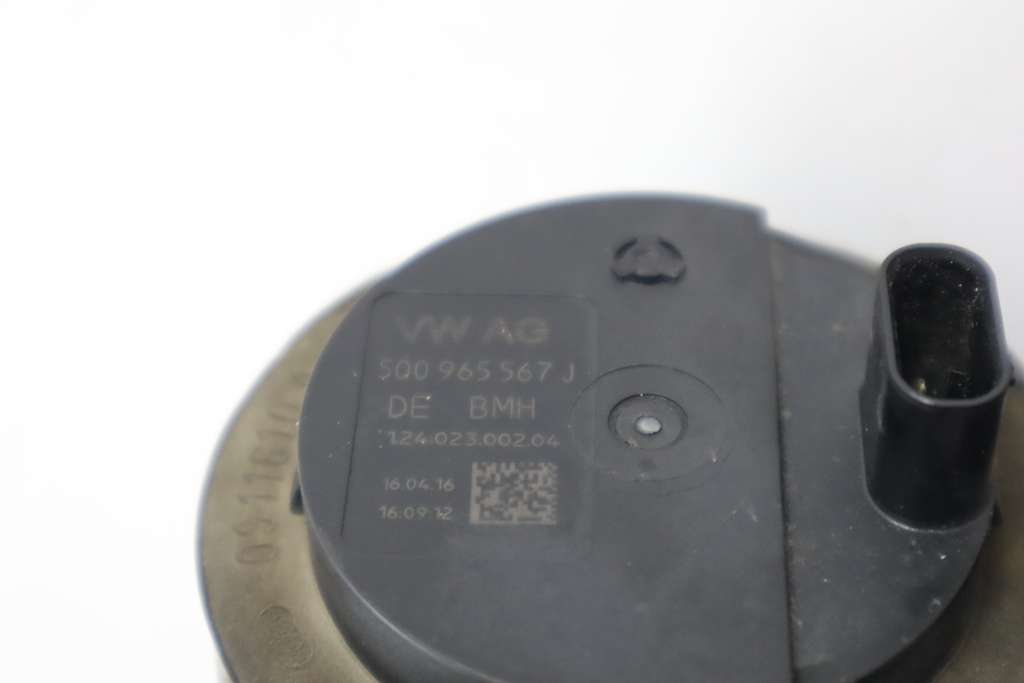 VW AG
5Q0 965 567 J
DE BMH
1.24.023.002.04
16.04.16
16:09:12